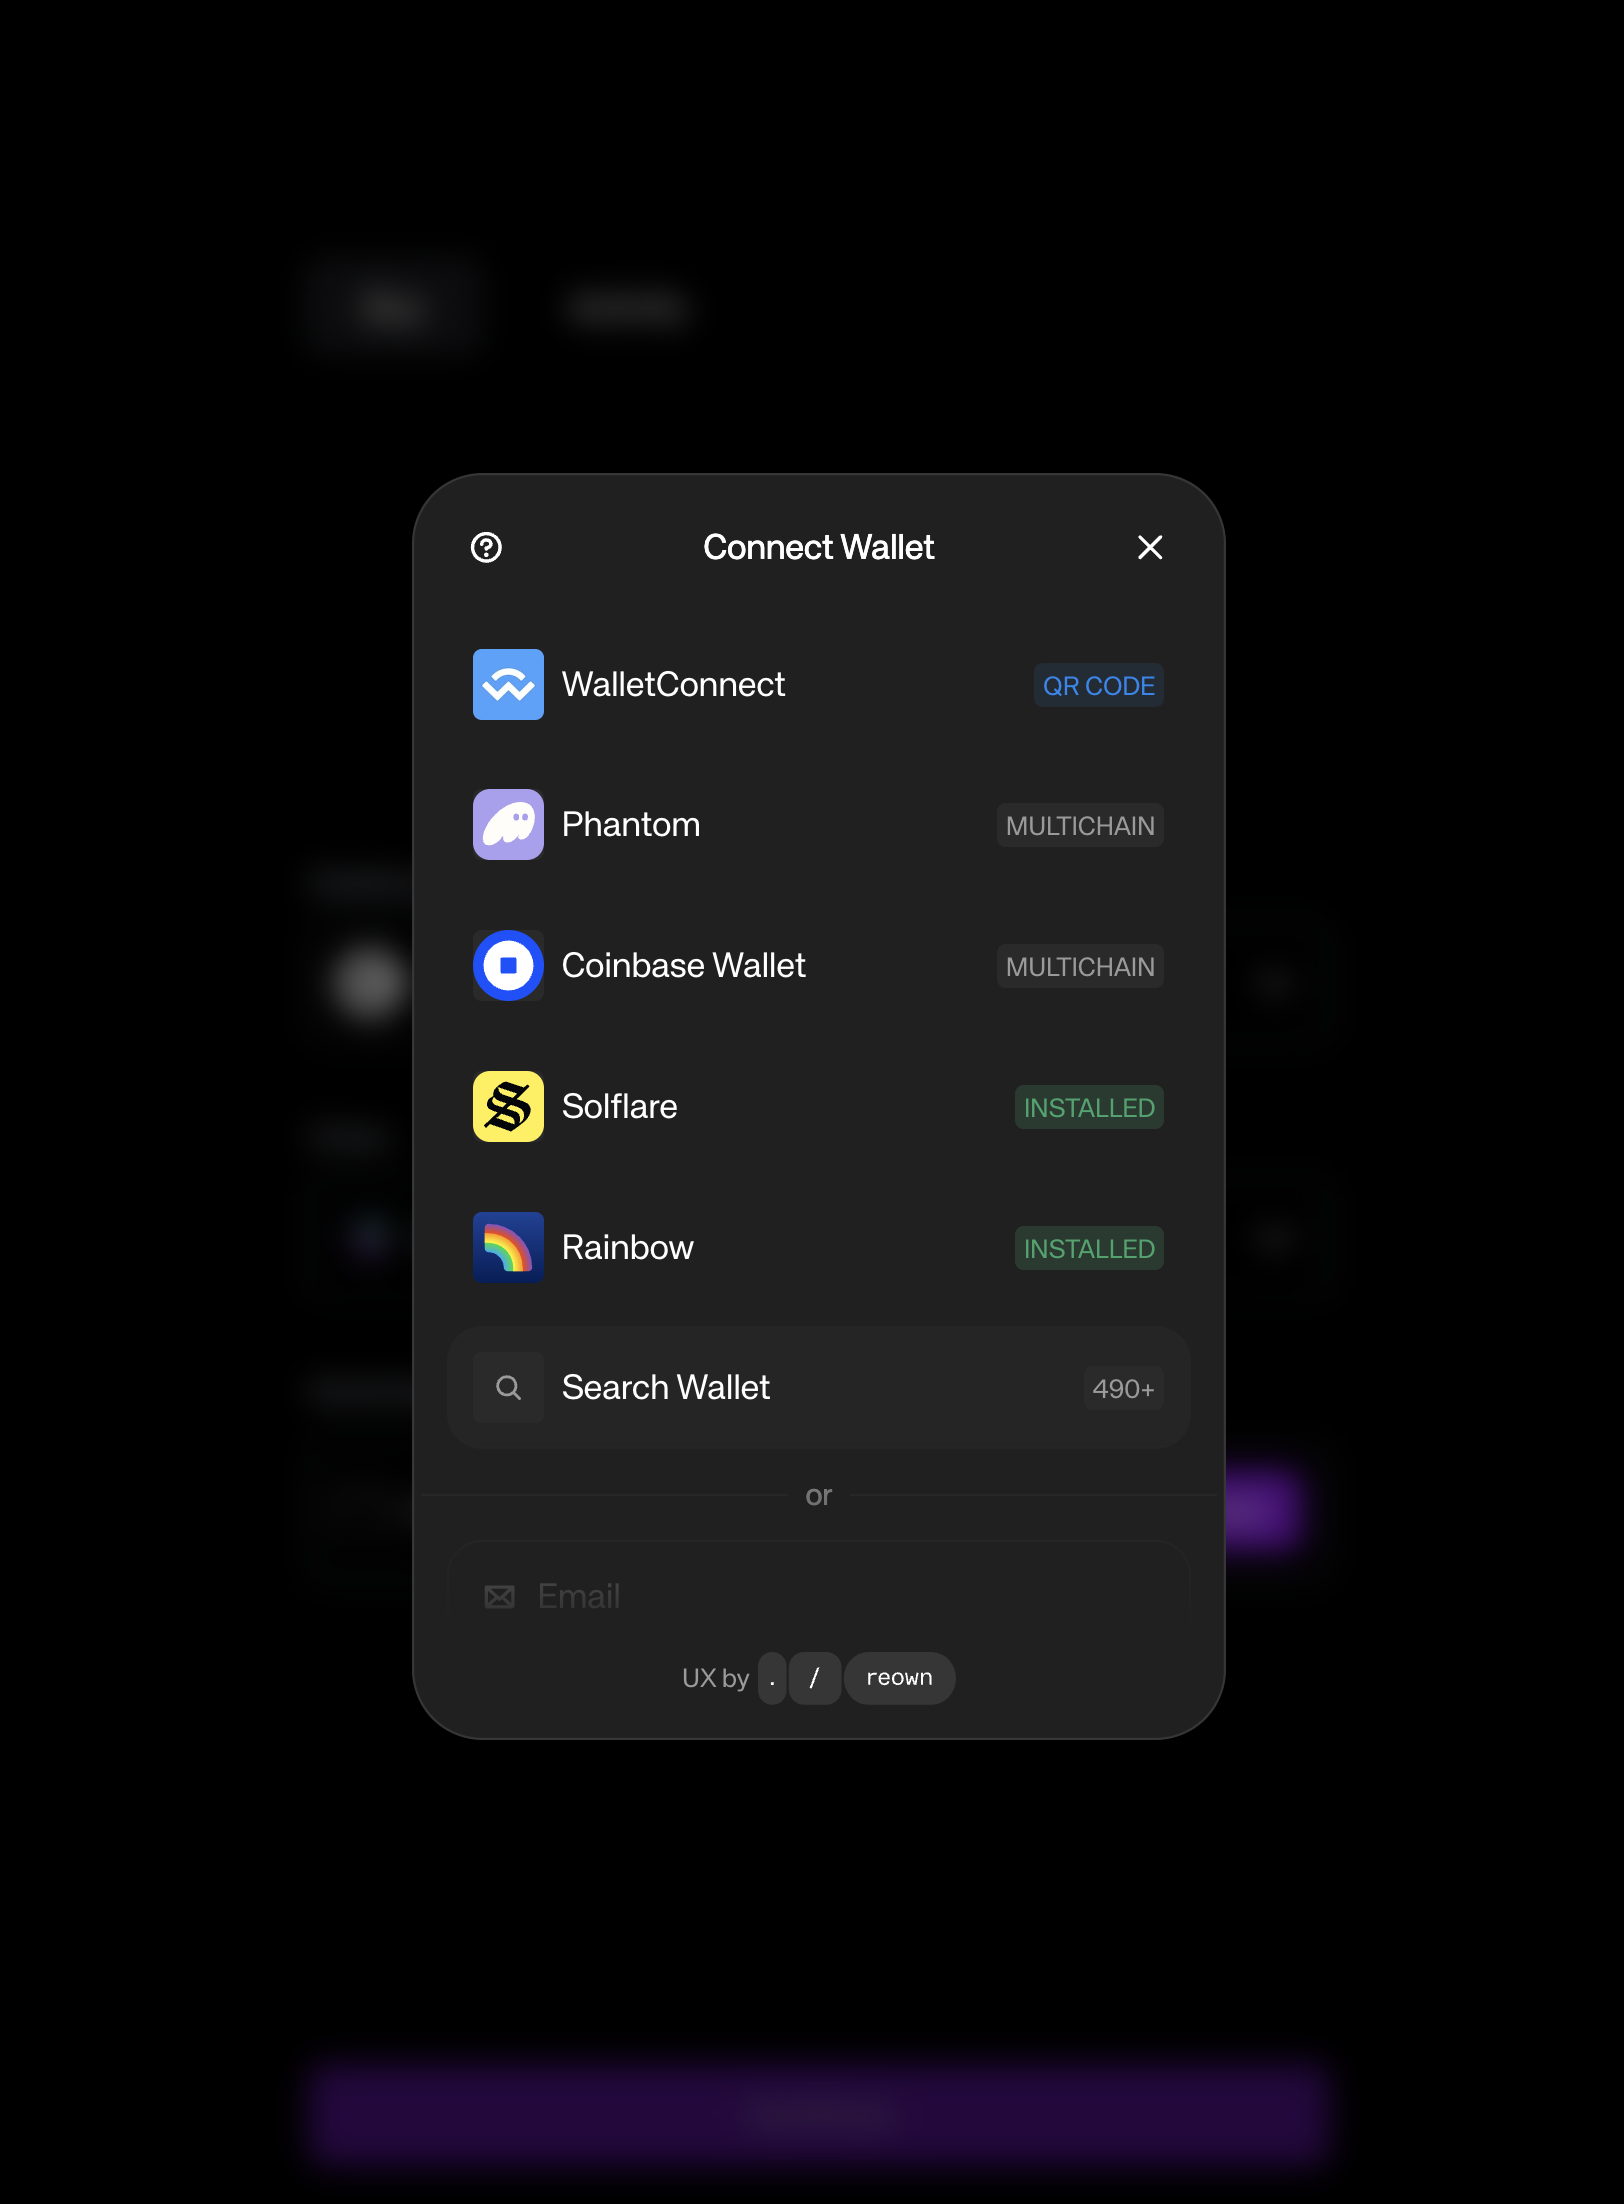 Connect Wallet
WalletConnect QR CODE
Phantom MULTICHAIN
Coinbase Wallet MULTICHAIN
Solflare INSTALLED
Rainbow INSTALLED
Search Wallet 490+
or
Email
UX by . / reown